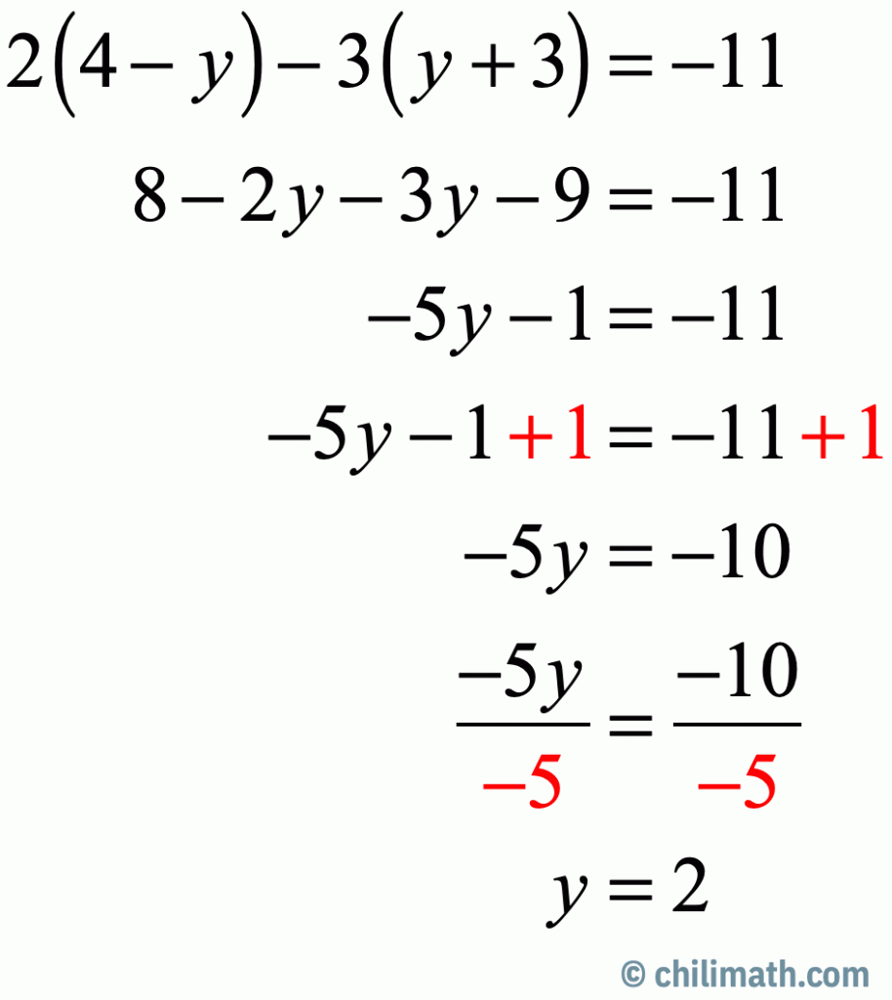 2(4− y)−3(y+3)=−11
8−2y−3y−9=−11
−5y−1=−11
−5y−1+1=−11+1
−5y=−10
−5y/−5=−10/−5
y=2
© chilimath.com